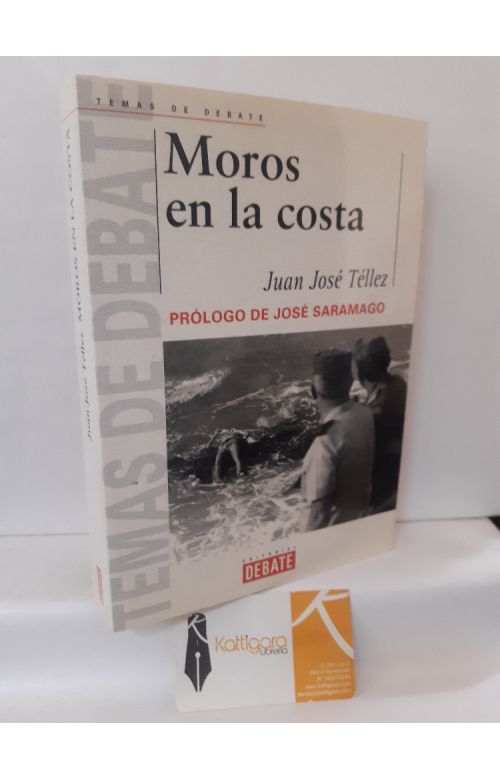 TEMAS DE DEBATE
Moros
en la costa
Juan José Téllez
PRÓLOGO DE JOSÉ SARAMAGO
EDITORIAL
DEBATE
TEMAS DE DEBATE
Juan José Téllez MOROS EN LA COSTA
DEBATE
Kattigara
Librería